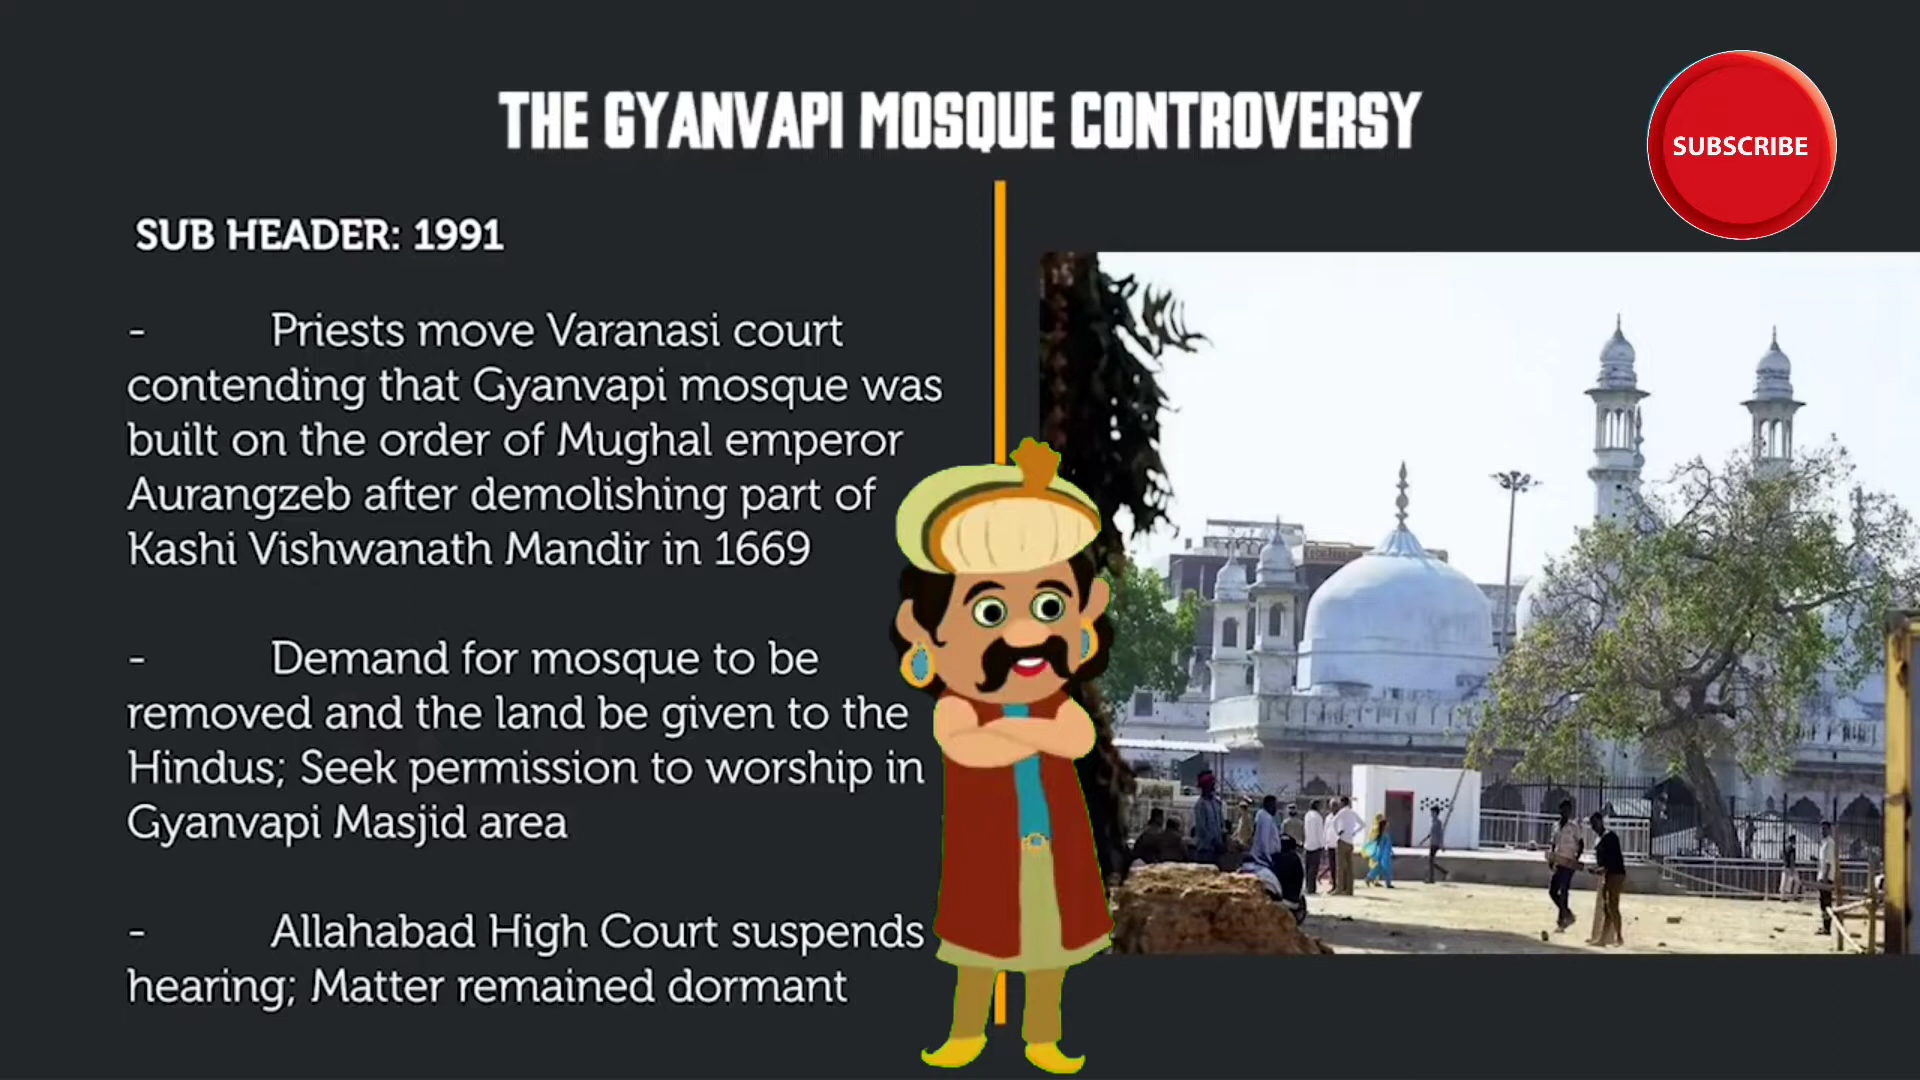 THE GYANVAPI MOSQUE CONTROVERSY
SUBSCRIBE
SUB HEADER: 1991
- Priests move Varanasi court
contending that Gyanvapi mosque was
built on the order of Mughal emperor
Aurangzeb after demolishing part of
Kashi Vishwanath Mandir in 1669
- Demand for mosque to be
removed and the land be given to the
Hindus; Seek permission to worship in
Gyanvapi Masjid area
- Allahabad High Court suspends
hearing; Matter remained dormant